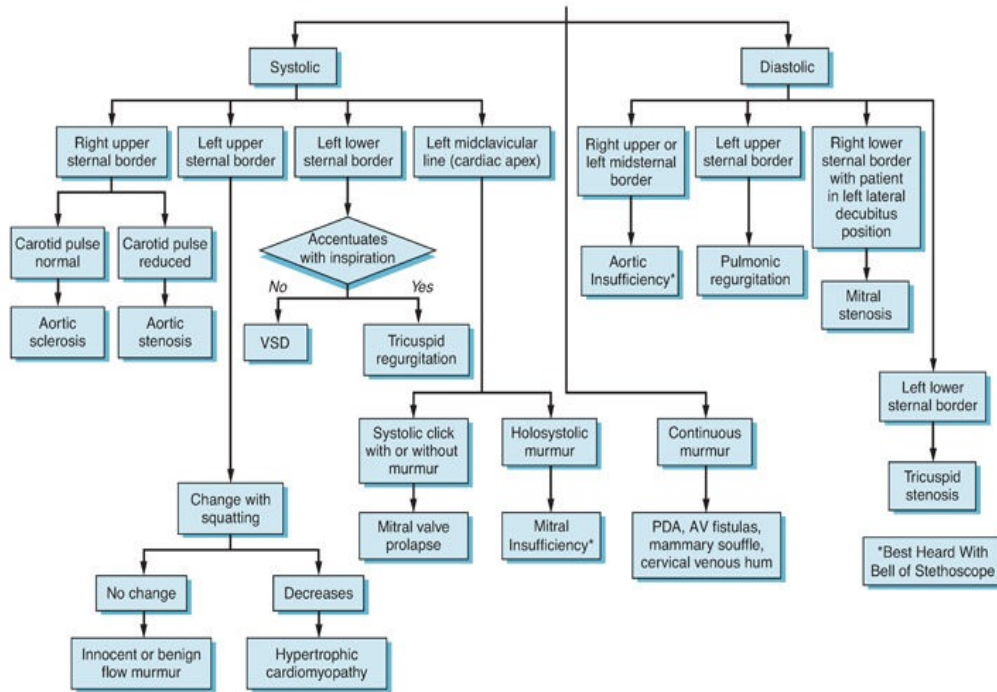 Systolic
Diastolic
Right upper
sternal border
Left upper
sternal border
Left lower
sternal border
Left midclavicular
line (cardiac apex)
Right upper or
left midsternal
border
Left upper
sternal border
Right lower
sternal border
with patient
in left lateral
decubitus
position
Carotid pulse
normal
Carotid pulse
reduced
Accentuates
with inspiration
Aortic
Insufficiency*
Pulmonic
regurgitation
No
Yes
Aortic
sclerosis
Aortic
stenosis
VSD
Tricuspid
regurgitation
Mitral
stenosis
Left lower
sternal border
Systolic click
with or without
murmur
Holosystolic
murmur
Continuous
murmur
Tricuspid
stenosis
Change with
squatting
Mitral valve
prolapse
Mitral
Insufficiency*
PDA, AV fistulas,
mammary souffle,
cervical venous hum
*Best Heard With
Bell of Stethoscope
No change
Decreases
Innocent or benign
flow murmur
Hypertrophic
cardiomyopathy